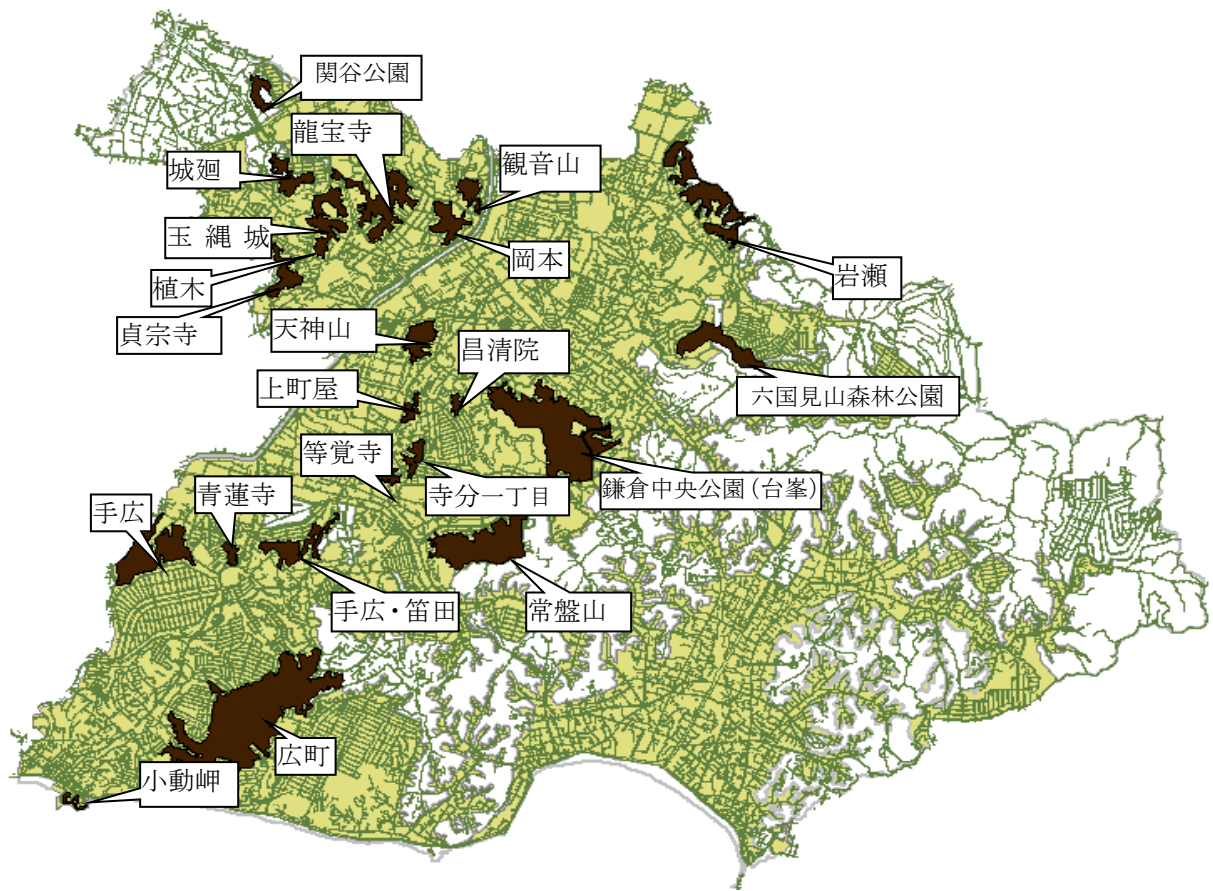 関谷公園
龍宝寺
観音山
城廻
玉縄城
岡本
岩瀬
植木
貞宗寺
天神山
昌清院
上町屋
六国見山森林公園
等覚寺
寺分一丁目
鎌倉中央公園(台峯)
青蓮寺
手広
手広・笛田
常盤山
広町
小動岬